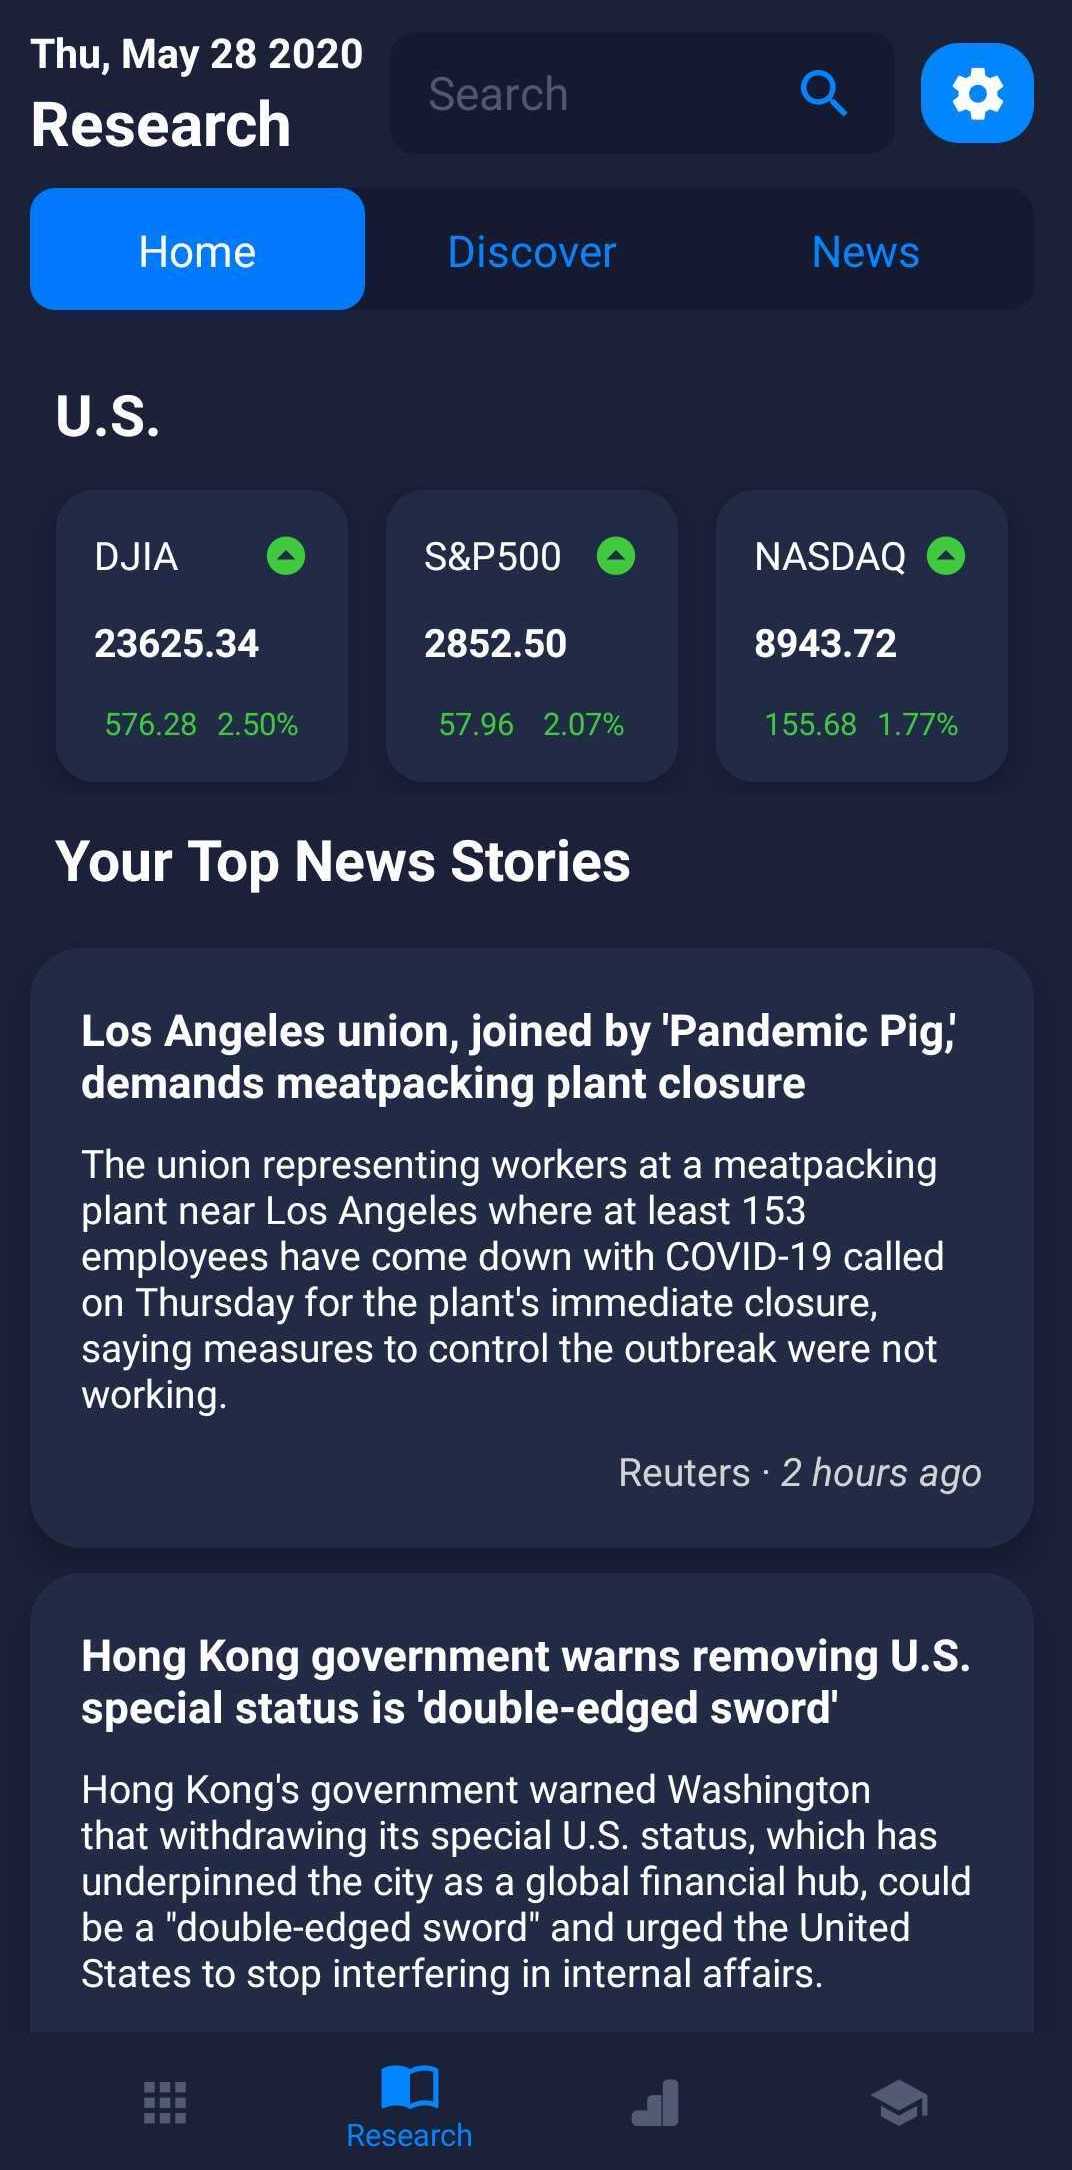 Thu, May 28 2020
Research
Search
Home
Discover
News
U.S.
DJIA
23625.34
576.28 2.50%
S&P500
2852.50
57.96 2.07%
NASDAQ
8943.72
155.68 1.77%
Your Top News Stories
Los Angeles union, joined by 'Pandemic Pig,'
demands meatpacking plant closure
The union representing workers at a meatpacking
plant near Los Angeles where at least 153
employees have come down with COVID-19 called
on Thursday for the plant's immediate closure,
saying measures to control the outbreak were not
working.
Reuters · 2 hours ago
Hong Kong government warns removing U.S.
special status is 'double-edged sword'
Hong Kong's government warned Washington
that withdrawing its special U.S. status, which has
underpinned the city as a global financial hub, could
be a "double-edged sword" and urged the United
States to stop interfering in internal affairs.
Research